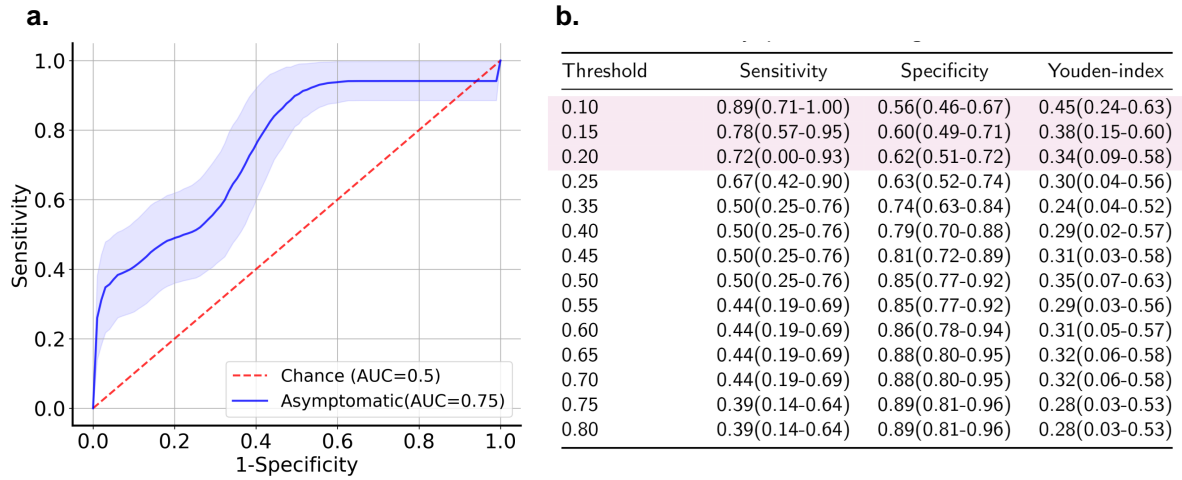 a.
1.0
0.8
0.6
0.4
0.2
0.0
Sensitivity
0.0 0.2 0.4 0.6 0.8 1.0
1-Specificity
Chance (AUC=0.5)
Asymptomatic(AUC=0.75)
b.
Threshold Sensitivity Specificity Youden-index
0.10 0.89(0.71-1.00) 0.56(0.46-0.67) 0.45(0.24-0.63)
0.15 0.78(0.57-0.95) 0.60(0.49-0.71) 0.38(0.15-0.60)
0.20 0.72(0.00-0.93) 0.62(0.51-0.72) 0.34(0.09-0.58)
0.25 0.67(0.42-0.90) 0.63(0.52-0.74) 0.30(0.04-0.56)
0.35 0.50(0.25-0.76) 0.74(0.63-0.84) 0.24(0.04-0.52)
0.40 0.50(0.25-0.76) 0.79(0.70-0.88) 0.29(0.02-0.57)
0.45 0.50(0.25-0.76) 0.81(0.72-0.89) 0.31(0.03-0.58)
0.50 0.50(0.25-0.76) 0.85(0.77-0.92) 0.35(0.07-0.63)
0.55 0.44(0.19-0.69) 0.85(0.77-0.92) 0.29(0.03-0.56)
0.60 0.44(0.19-0.69) 0.86(0.78-0.94) 0.31(0.05-0.57)
0.65 0.44(0.19-0.69) 0.88(0.80-0.95) 0.32(0.06-0.58)
0.70 0.44(0.19-0.69) 0.88(0.80-0.95) 0.32(0.06-0.58)
0.75 0.39(0.14-0.64) 0.89(0.81-0.96) 0.28(0.03-0.53)
0.80 0.39(0.14-0.64) 0.89(0.81-0.96) 0.28(0.03-0.53)